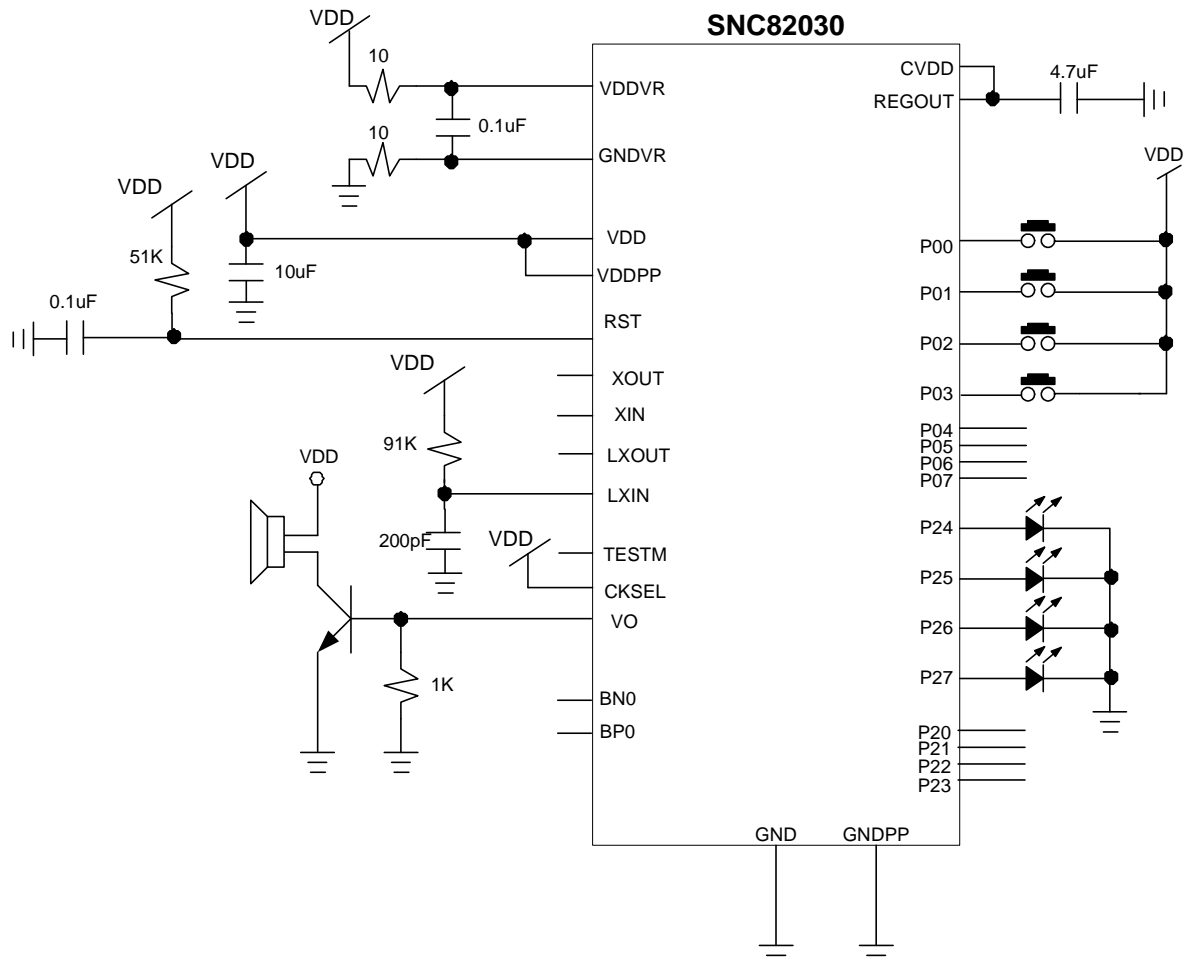 SNC82030
VDD
10
VDDVR
0.1uF
10
GNDVR
CVDD
REGOUT
4.7uF
VDD
VDD
VDD
VDD
10uF
VDDPP
51K
0.1uF
RST
P00
P01
P02
P03
XOUT
VDD
XIN
91K
LXOUT
LXIN
200pF
P04
P05
P06
P07
VDD
VDD
TESTM
CKSEL
VO
1K
P24
P25
P26
P27
BN0
BP0
P20
P21
P22
P23
GND
GNDPP